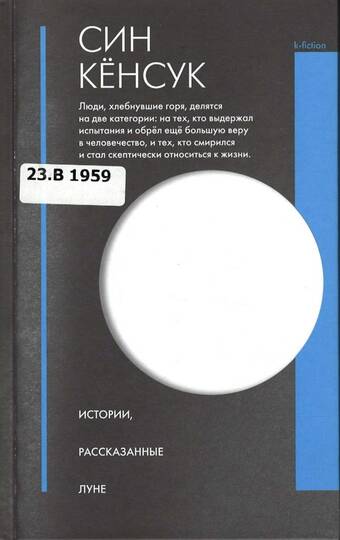 СИН
КЁНСУК
k-fiction
Люди, хлебнувшие горя, делятся
на две категории: на тех, кто выдержал
испытания и обрёл ещё большую веру
в человечество, и тех, кто смирился
и стал скептически относиться к жизни.
23.В 1959
ИСТОРИИ,
РАССКАЗАННЫЕ
ЛУНЕ